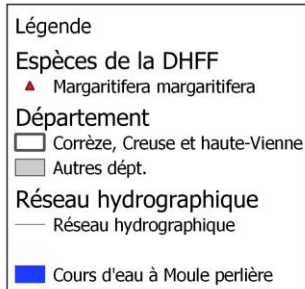 Légende
Espèces de la DHFF
Margaritifera margaritifera
Département
Corrèze, Creuse et haute-Vienne
Autres dépt.
Réseau hydrographique
Réseau hydrographique
Cours d'eau à Moule perlière